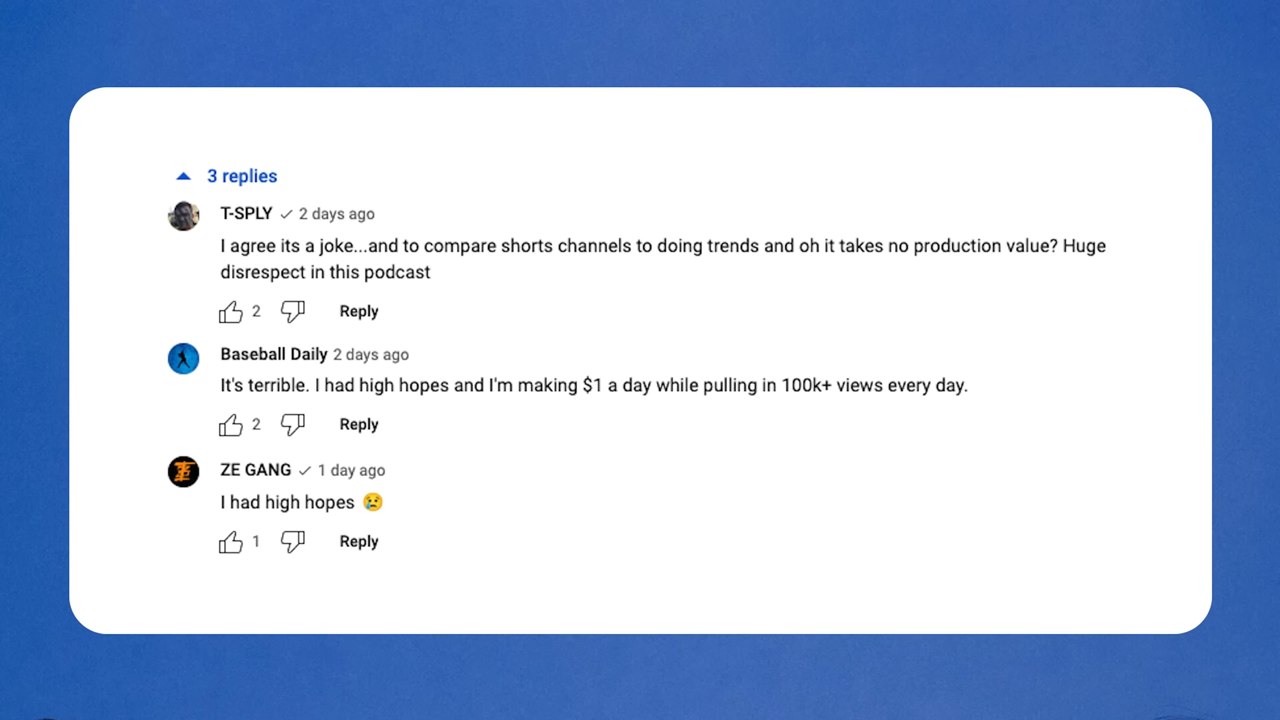 3 replies
T-SPLY 2 days ago
I agree its a joke...and to compare shorts channels to doing trends and oh it takes no production value? Huge
disrespect in this podcast
2 Reply
Baseball Daily 2 days ago
It's terrible. I had high hopes and I'm making $1 a day while pulling in 100k+ views every day.
2 Reply
ZE GANG 1 day ago
I had high hopes 😢
1 Reply